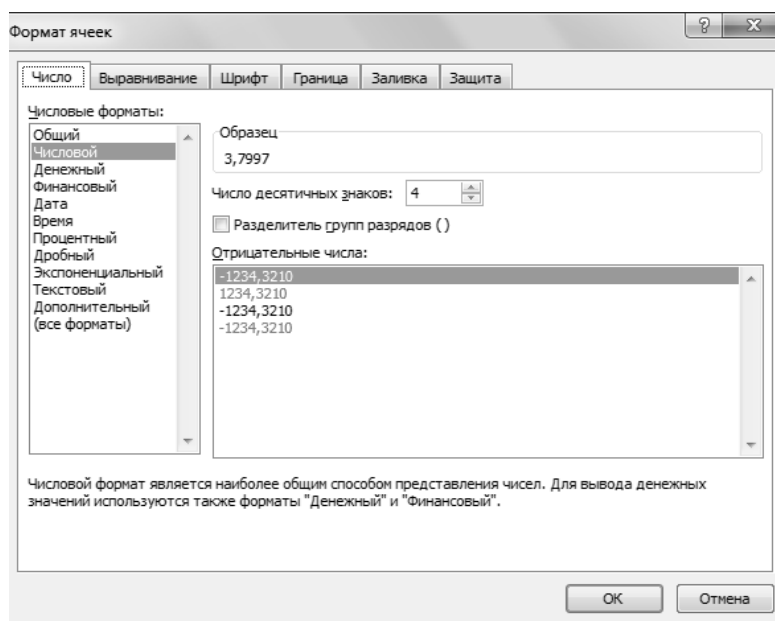 Формат ячеек
Число Выравнивание Шрифт Граница Заливка Защита
Числовые форматы:
Общий
Числовой
Денежный
Финансовый
Дата
Время
Процентный
Дробный
Экспоненциальный
Текстовый
Дополнительный
(все форматы)
Образец
3,7997
Число десятичных знаков: 4
Разделитель групп разрядов ( )
Отрицательные числа:
-1234,3210
1234,3210
-1234,3210
-1234,3210
Числовой формат является наиболее общим способом представления чисел. Для вывода денежных
значений используются также форматы "Денежный" и "Финансовый".
ОК Отмена